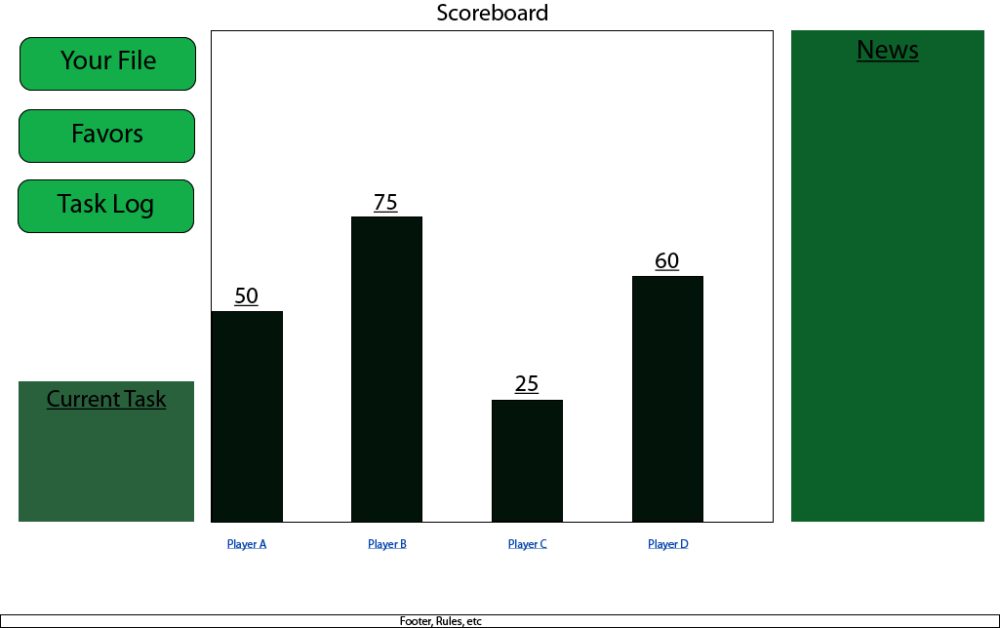 Scoreboard
Your File
Favors
Task Log
Current Task
50
75
25
60
Player A
Player B
Player C
Player D
News
Footer, Rules, etc